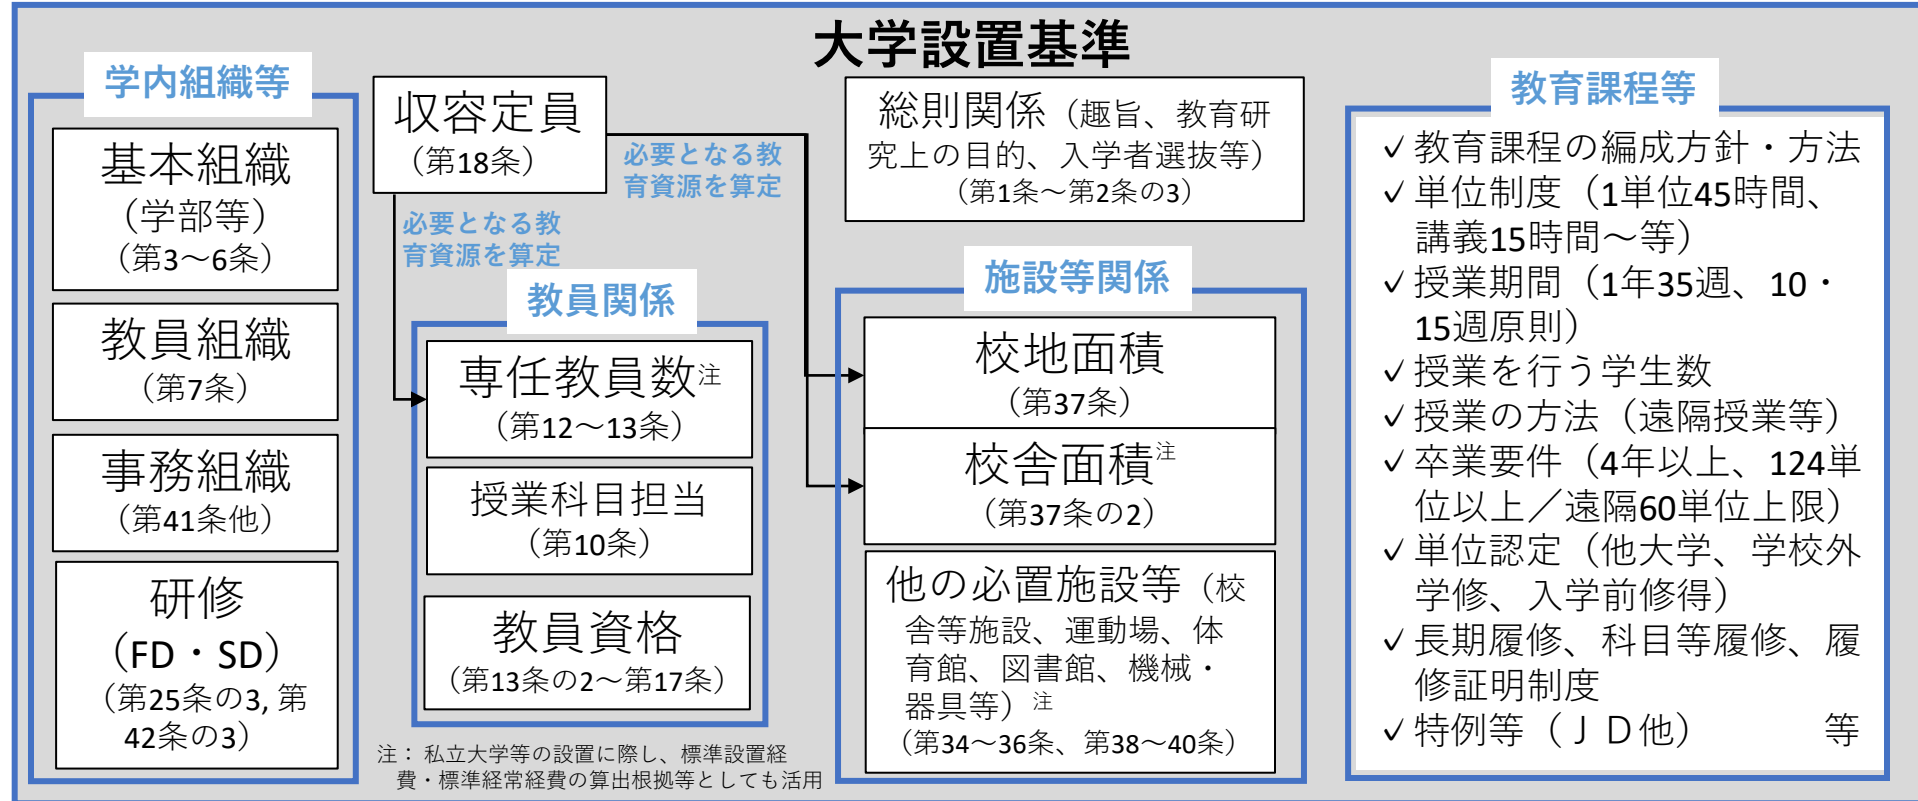 大学設置基準
学内組織等
基本組織
（学部等）
（第3～6条）
教員組織
（第7条）
事務組織
（第41条他）
研修
（FD・SD）
（第25条の3, 第
42条の3）
収容定員
（第18条）
必要となる教
育資源を算定
必要となる教
育資源を算定
教員関係
専任教員数注
（第12～13条）
授業科目担当
（第10条）
教員資格
（第13条の2～第17条）
注： 私立大学等の設置に際し、標準設置経
費・標準経常経費の算出根拠等としても活用
総則関係（趣旨、教育研
究上の目的、入学者選抜等）
（第1条～第2条の3）
施設等関係
校地面積
（第37条）
校舎面積注
（第37条の2）
他の必置施設等（校
舎等施設、運動場、体
育館、図書館、機械・
器具等）注
（第34～36条、第38～40条）
教育課程等
✓教育課程の編成方針・方法
✓単位制度（1単位45時間、
講義15時間～等）
✓授業期間（1年35週、10・
15週原則）
✓授業を行う学生数
✓授業の方法（遠隔授業等）
✓卒業要件（4年以上、124単
位以上／遠隔60単位上限）
✓単位認定（他大学、学校外
学修、入学前修得）
✓長期履修、科目等履修、履
修証明制度
✓特例等（ＪＤ他）　　　等